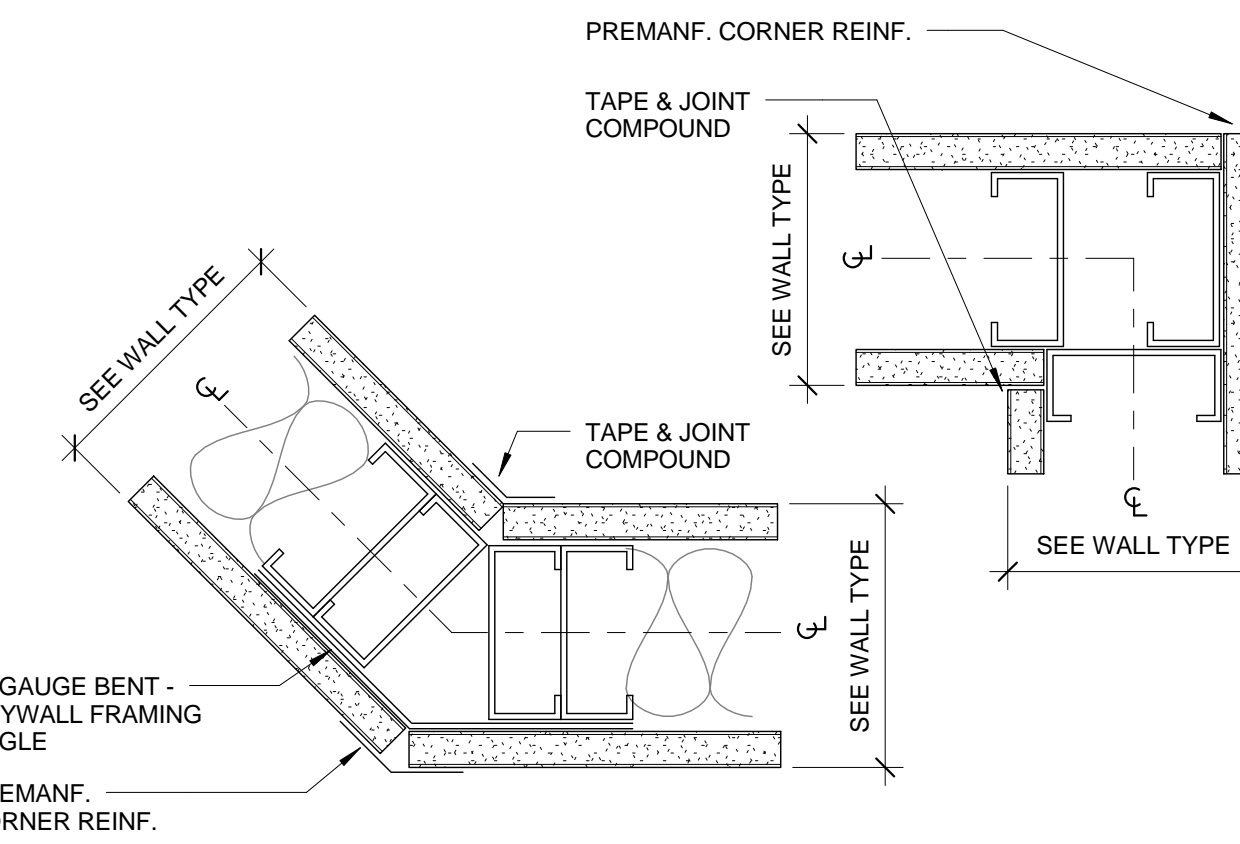 PREMANF. CORNER REINF.
TAPE & JOINT
COMPOUND
SEE WALL TYPE
SEE WALL TYPE
TAPE & JOINT
COMPOUND
SEE WALL TYPE
SEE WALL TYPE
GAUGE BENT -
YWALL FRAMING
GLE
EMANF.
ORNER REINF.